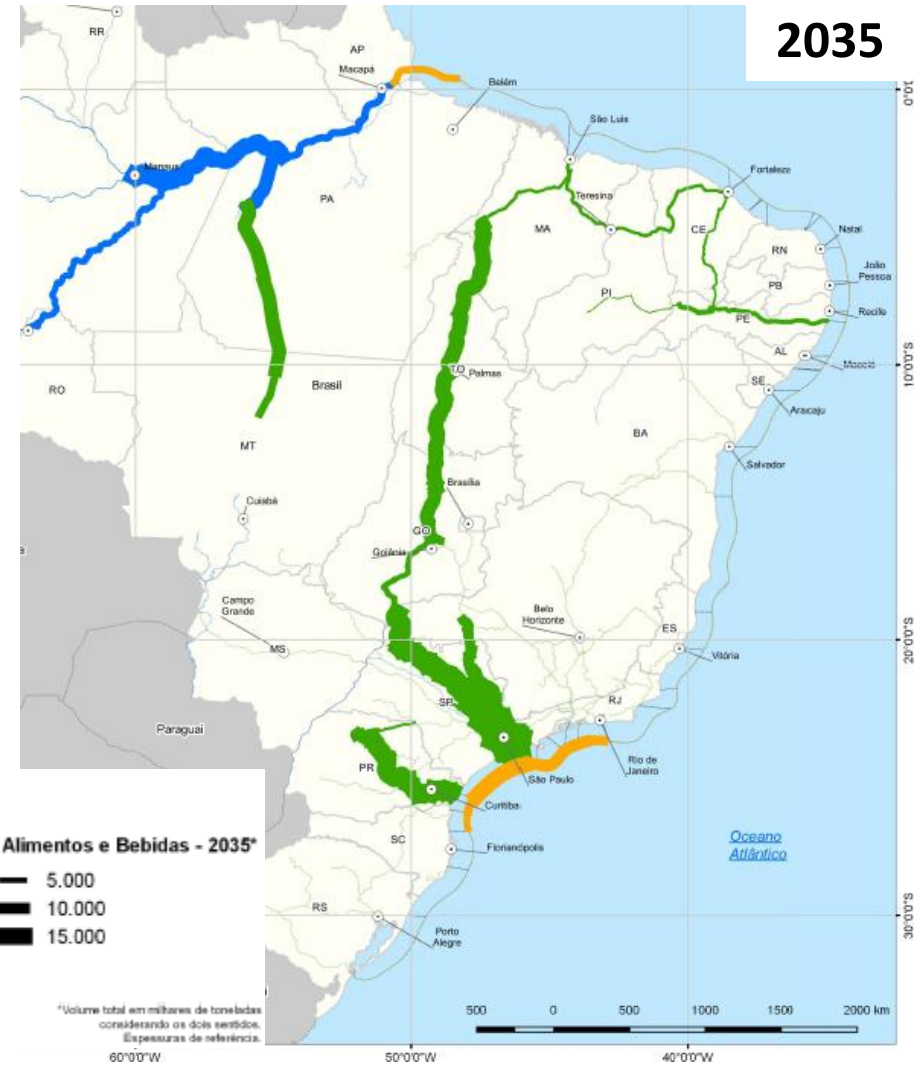 2035
RR
AP
Macapá
Belém
0°0'
São Luis
Manaus
Fortaleza
Teresina
PA
MA
CE
Natal
RN
João
Pessoa
PI
PB
Recife
PE
AL
Maceió
10°0'0"S
TO
Palmas
SE
RO
Brasil
Aracaju
BA
MT
Salvador
Brasília
Cuiabá
GO
Goiânia
Campo
Grande
Belo
Horizonte
ES
20°0'0"S
MS
Vitória
SP
RJ
Paraguai
Rio de
Janeiro
PR
São Paulo
Curitiba
Oceano
Atlântico
SC
Florianópolis
Alimentos e Bebidas - 2035*
5.000
10.000
15.000
RS
30°0'0"S
Porto
Alegre
*Volume total em milhares de toneladas
considerando os dois sentidos.
Espessuras de referência.
500 0 500 1000 1500 2000 km
60°0'0"W 50°0'0"W 40°0'0"W